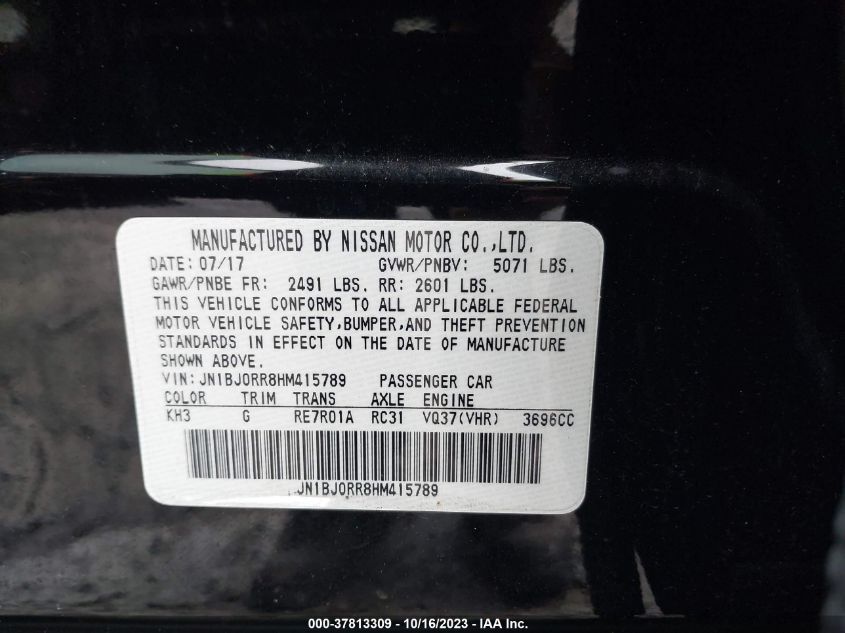 MANUFACTURED BY NISSAN MOTOR CO.,LTD.
DATE: 07/17 GVWR/PNBV: 5071 LBS.
GAWR/PNBE FR: 2491 LBS. RR: 2601 LBS.
THIS VEHICLE CONFORMS TO ALL APPLICABLE FEDERAL
MOTOR VEHICLE SAFETY,BUMPER,AND THEFT PREVENTION
STANDARDS IN EFFECT ON THE DATE OF MANUFACTURE
SHOWN ABOVE.
VIN:JN1BJ0RR8HM415789 PASSENGER CAR
COLOR TRIM TRANS AXLE ENGINE
KH3 G RE7R01A RC31 VQ37(VHR) 3696CC
JN1BJ0RR8HM415789
000-37813309 - 10/16/2023 - IAA Inc.